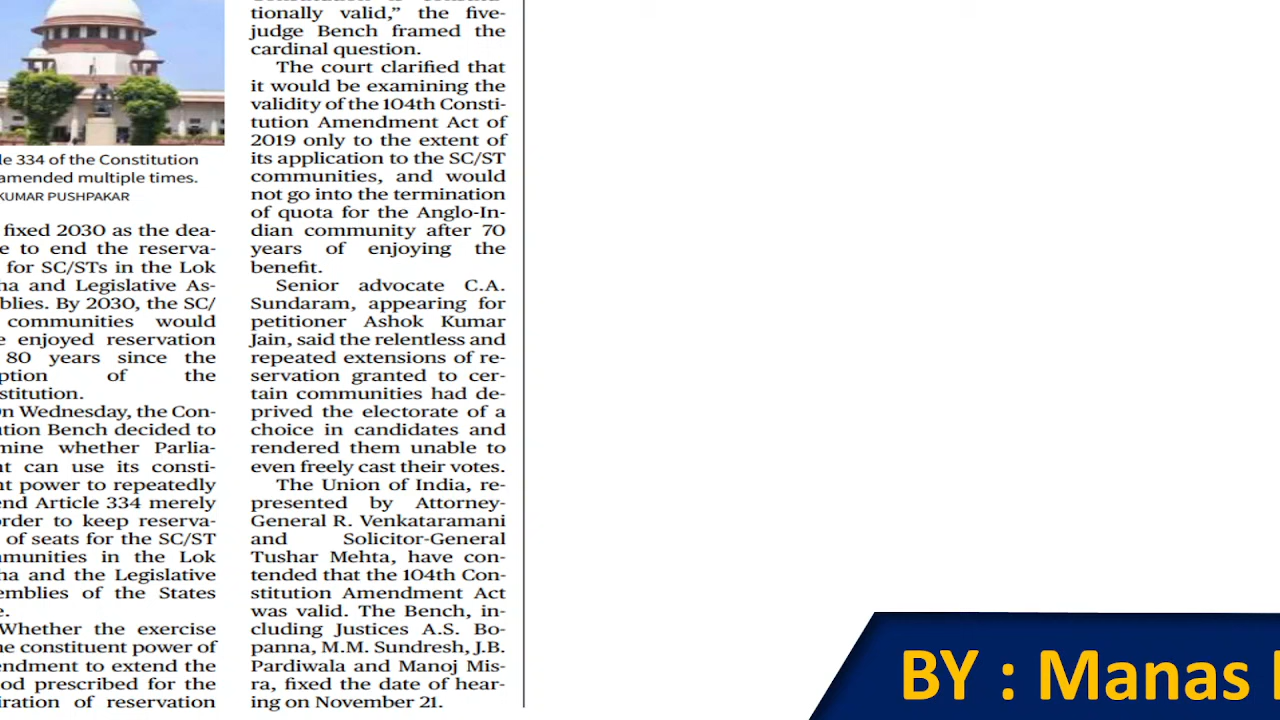 le 334 of the Constitution
amended multiple times.
KUMAR PUSHPAKAR
fixed 2030 as the dea-
e to end the reserva-
for SC/STs in the Lok
ha and Legislative As-
blies. By 2030, the SC/
communities would
e enjoyed reservation
80 years since the
ption of the
stitution.
On Wednesday, the Con-
ution Bench decided to
mine whether Parlia-
nt can use its consti-
nt power to repeatedly
end Article 334 merely
order to keep reserva-
of seats for the SC/ST
mmunities in the Lok
ha and the Legislative
emblies of the States
e.
Whether the exercise
he constituent power of
endment to extend the
od prescribed for the
iration of reservation
tionally valid,” the five-
judge Bench framed the
cardinal question.
The court clarified that
it would be examining the
validity of the 104th Consti-
tution Amendment Act of
2019 only to the extent of
its application to the SC/ST
communities, and would
not go into the termination
of quota for the Anglo-In-
dian community after 70
years of enjoying the
benefit.
Senior advocate C.A.
Sundaram, appearing for
petitioner Ashok Kumar
Jain, said the relentless and
repeated extensions of re-
servation granted to cer-
tain communities had de-
prived the electorate of a
choice in candidates and
rendered them unable to
even freely cast their votes.
The Union of India, re-
presented by Attorney-
General R. Venkataramani
and Solicitor-General
Tushar Mehta, have con-
tended that the 104th Con-
stitution Amendment Act
was valid. The Bench, in-
cluding Justices A.S. Bo-
panna, M.M. Sundresh, J.B.
Pardiwala and Manoj Mis-
ra, fixed the date of hear-
ing on November 21.
BY : Manas